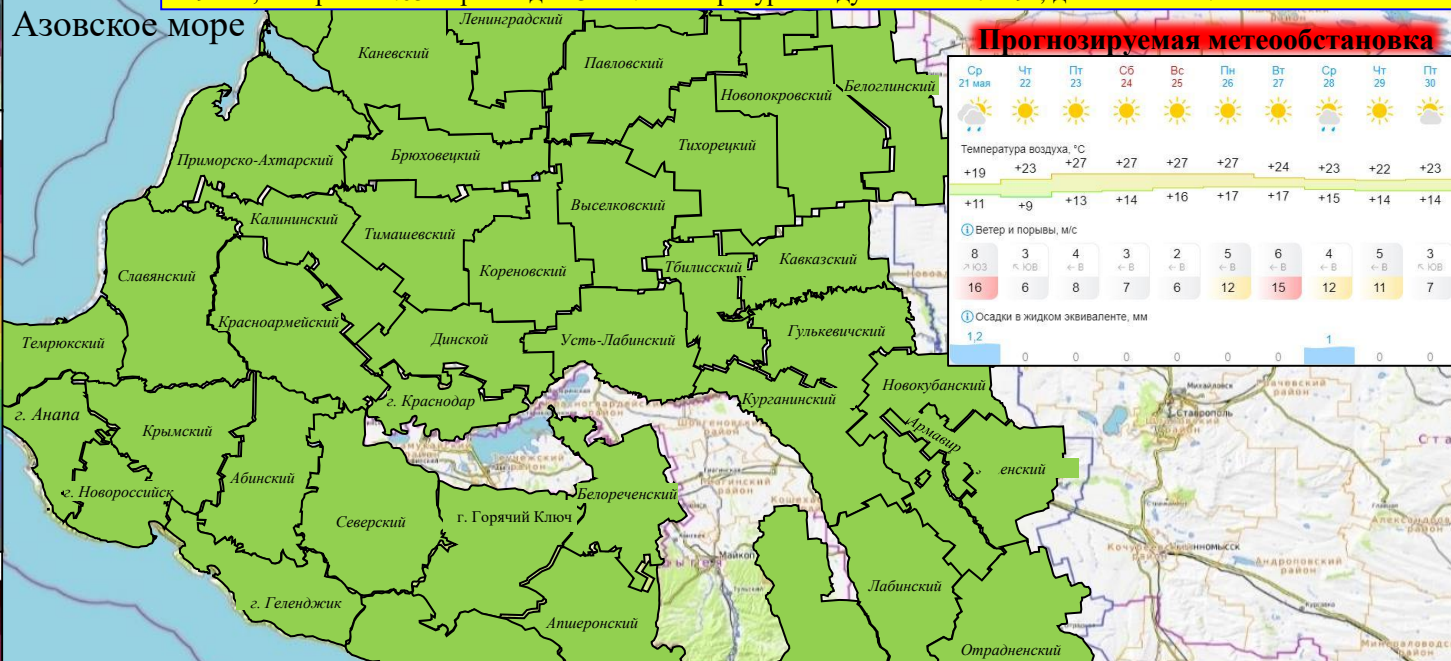 Азовское море
Ленинградский
Каневский
Павловский
Новопокровский
Белоглинский
Приморско-Ахтарский
Брюховецкий
Тихорецкий
Калининский
Тимашевский
Выселковский
Славянский
Кореновский
Тбилисский
Кавказский
Темрюкский
Красноармейский
Динской
Усть-Лабинский
Гулькевичский
г. Анапа
Крымский
г. Краснодар
Курганинский
Новокубанский
Армавир
г. Новороссийск
Абинский
Северский
г. Горячий Ключ
Белореченский
енский
г. Геленджик
Апшеронский
Лабинский
Отрадненский
Майкоп
Ставрополь
Михайловск
Прогнозируемая метеообстановка
Ср Чт Пт Сб Вс Пн Вт Ср Чт Пт
21 мая 22 23 24 25 26 27 28 29 30
Температура воздуха, °C
+19 +23 +27 +27 +27 +27 +24 +23 +22 +23
+11 +9 +13 +14 +16 +17 +17 +15 +14 +14
Ветер и порывы, м/с
8 3 4 3 2 5 6 4 5 3
↗ ЮЗ ↖ ЮВ ← В ← В ← В ← В ← В ← В ← В ↖ ЮВ
16 6 8 7 6 12 15 12 11 7
Осадки в жидком эквиваленте, мм
1,2 0 0 0 0 0 0 1 0 0